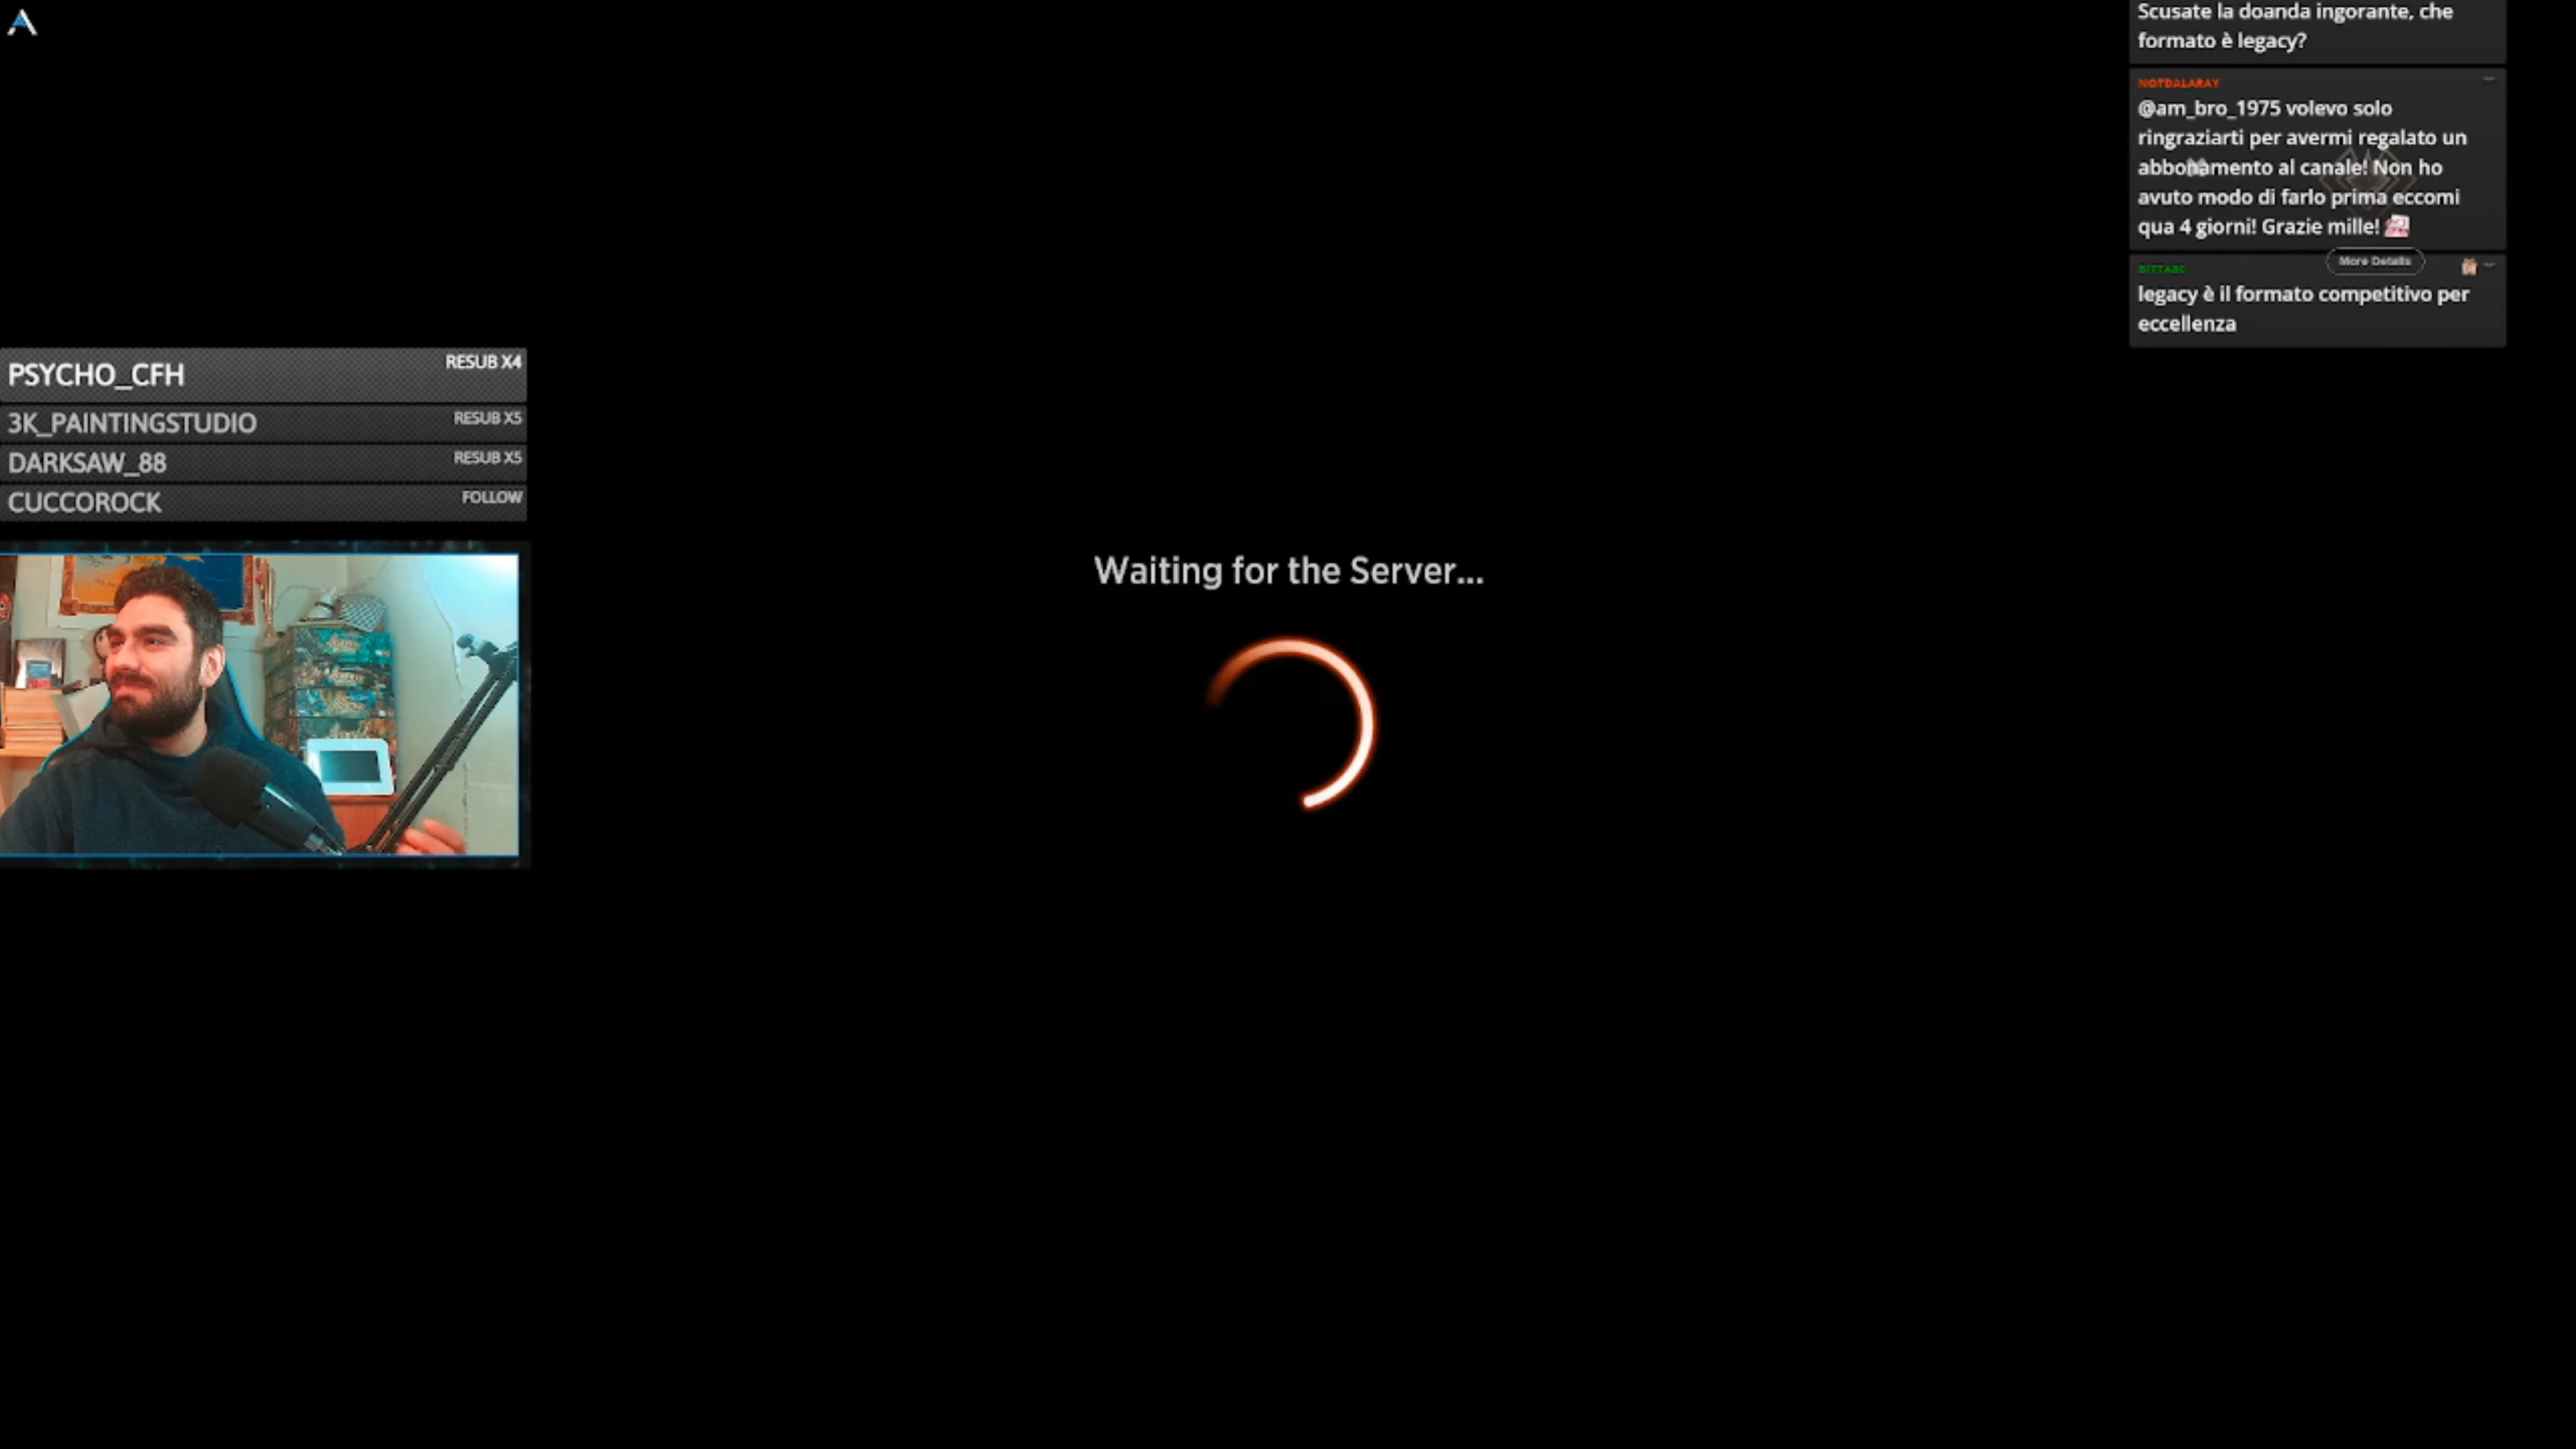 Scusate la doanda ingorante, che
formato è legacy?
NOTDALARAY
@am_bro_1975 volevo solo
ringraziarti per avermi regalato un
abbonamento al canale! Non ho
avuto modo di farlo prima eccomi
qua 4 giorni! Grazie mille!
More Details
legacy è il formato competitivo per
eccellenza
PSYCHO_CFH RESUB X4
3K_PAINTINGSTUDIO RESUB X5
DARKSAW_88 RESUB X5
CUCCOROCK FOLLOW
Waiting for the Server...